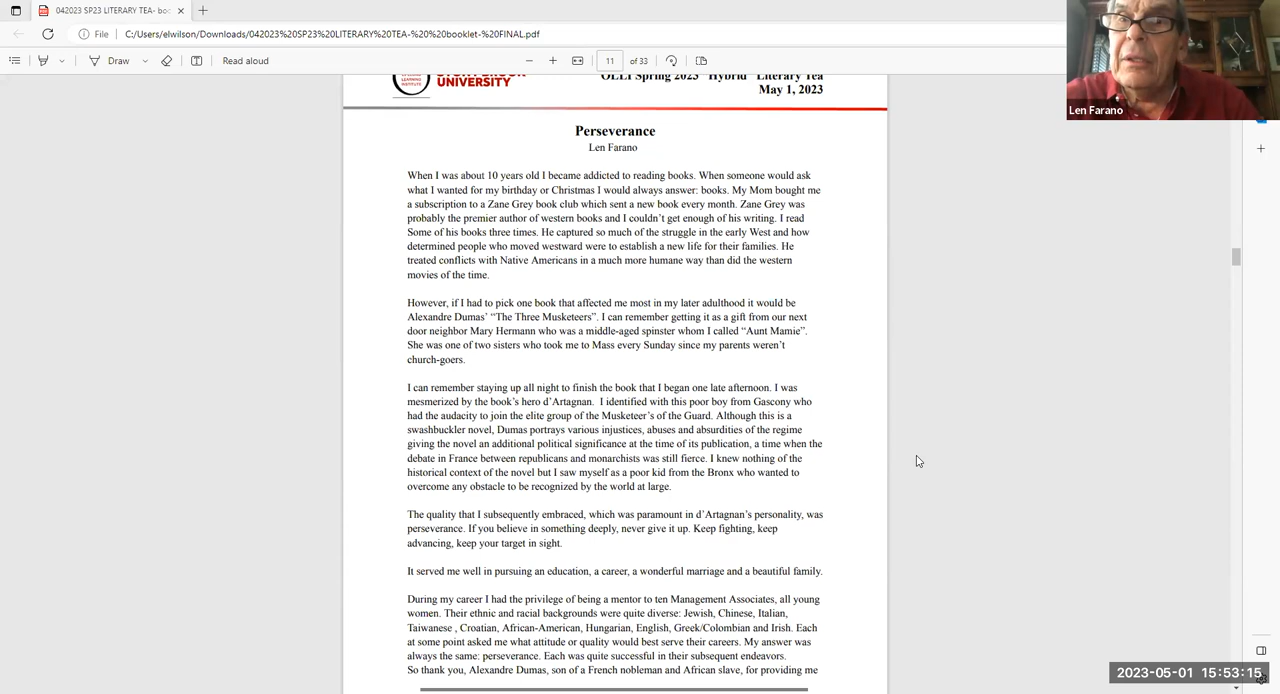 042023 SP23 LITERARY TEA- boo
File
C:/Users/elwilson/Downloads/042023%20SP23%20LITERARY%20TEA-%20%20booklet-%20FINAL.pdf
Draw
Read aloud
11
of 33
UNIVERSITY
OLLI Spring 2023 Hybrid Literary Tea
May 1, 2023
Len Farano
Perseverance
Len Farano
When I was about 10 years old I became addicted to reading books. When someone would ask
what I wanted for my birthday or Christmas I would always answer: books. My Mom bought me
a subscription to a Zane Grey book club which sent a new book every month. Zane Grey was
probably the premier author of western books and I couldn't get enough of his writing. I read
Some of his books three times. He captured so much of the struggle in the early West and how
determined people who moved westward were to establish a new life for their families. He
treated conflicts with Native Americans in a much more humane way than did the western
movies of the time.
However, if I had to pick one book that affected me most in my later adulthood it would be
Alexandre Dumas' “The Three Musketeers”. I can remember getting it as a gift from our next
door neighbor Mary Hermann who was a middle-aged spinster whom I called “Aunt Mamie”.
She was one of two sisters who took me to Mass every Sunday since my parents weren't
church-goers.
I can remember staying up all night to finish the book that I began one late afternoon. I was
mesmerized by the book's hero d'Artagnan. I identified with this poor boy from Gascony who
had the audacity to join the elite group of the Musketeer's of the Guard. Although this is a
swashbuckler novel, Dumas portrays various injustices, abuses and absurdities of the regime
giving the novel an additional political significance at the time of its publication, a time when the
debate in France between republicans and monarchists was still fierce. I knew nothing of the
historical context of the novel but I saw myself as a poor kid from the Bronx who wanted to
overcome any obstacle to be recognized by the world at large.
The quality that I subsequently embraced, which was paramount in d'Artagnan's personality, was
perseverance. If you believe in something deeply, never give it up. Keep fighting, keep
advancing, keep your target in sight.
It served me well in pursuing an education, a career, a wonderful marriage and a beautiful family.
During my career I had the privilege of being a mentor to ten Management Associates, all young
women. Their ethnic and racial backgrounds were quite diverse: Jewish, Chinese, Italian,
Taiwanese , Croatian, African-American, Hungarian, English, Greek/Colombian and Irish. Each
at some point asked me what attitude or quality would best serve their careers. My answer was
always the same: perseverance. Each was quite successful in their subsequent endeavors.
So thank you, Alexandre Dumas, son of a French nobleman and African slave, for providing me
2023-05-01 15:53:15